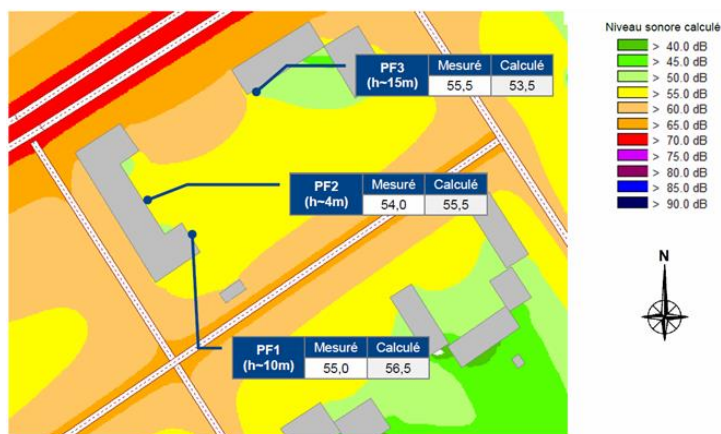 Niveau sonore calculé
> 40.0 dB
> 45.0 dB
> 50.0 dB
> 55.0 dB
> 60.0 dB
> 65.0 dB
> 70.0 dB
> 75.0 dB
> 80.0 dB
> 85.0 dB
> 90.0 dB
PF3 (h~15m) Mesuré Calculé
55,5 53,5
PF2 (h~4m) Mesuré Calculé
54,0 55,5
N
PF1 (h~10m) Mesuré Calculé
55,0 56,5